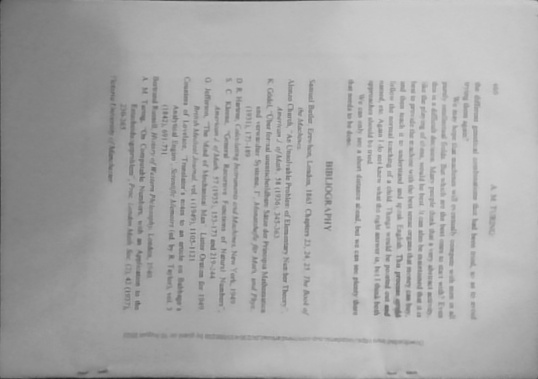 460 A. M. TURING:
the different
trying them again?
We may hope that machines will eventually compete with men in all
purely intellectual fields. But which are the best ones to start with? Even
this is a difficult decision. Many people think that a very abstract activity,
like the playing of chess, would be best. It can also be maintained that it is
best to provide the machine with the best sense organs that money can buy,
and then teach it to understand and speak English. This process could
follow the normal teaching of a child. Things would be pointed out and
named, etc. Again I do not know what the right answer is, but I think both
approaches should be tried.
We can only see a short distance ahead, but we can see plenty there
that needs to be done.
BIBLIOGRAPHY
Samuel Butler, Erewhon, London, 1865. Chapters 23, 24, 25, The Book of
the Machines.
Alonzo Church, "An Unsolvable Problem of Elementary Number Theory",
American J. of Math., 58 (1936), 345-363.
K. Gödel, "Über formal unentscheidbare Sätze der Principia Mathematica
und verwandter Systeme, I", Monatshefte für Math. und Phys.,
(1931), 173-189.
D. R. Hartree, Calculating Instruments and Machines, New York, 1949.
S. C. Kleene, "General Recursive Functions of Natural Numbers",
American J. of Math., 57 (1935), 153-173 and 219-244.
G. Jefferson, "The Mind of Mechanical Man". Lister Oration for 1949.
British Medical Journal, vol. i (1949), 1105-1121.
Countess of Lovelace, "Translator's notes to an article on Babbage's
Analytical Engine", Scientific Memoirs (ed. by R. Taylor), vol. 3
(1842), 691-731.
Bertrand Russell, History of Western Philosophy, London, 1940.
A. M. Turing, "On Computable Numbers, with an Application to the
Entscheidungsproblem", Proc. London Math. Soc. (2), 42 (1937),
230-265.
Victoria University of Manchester.